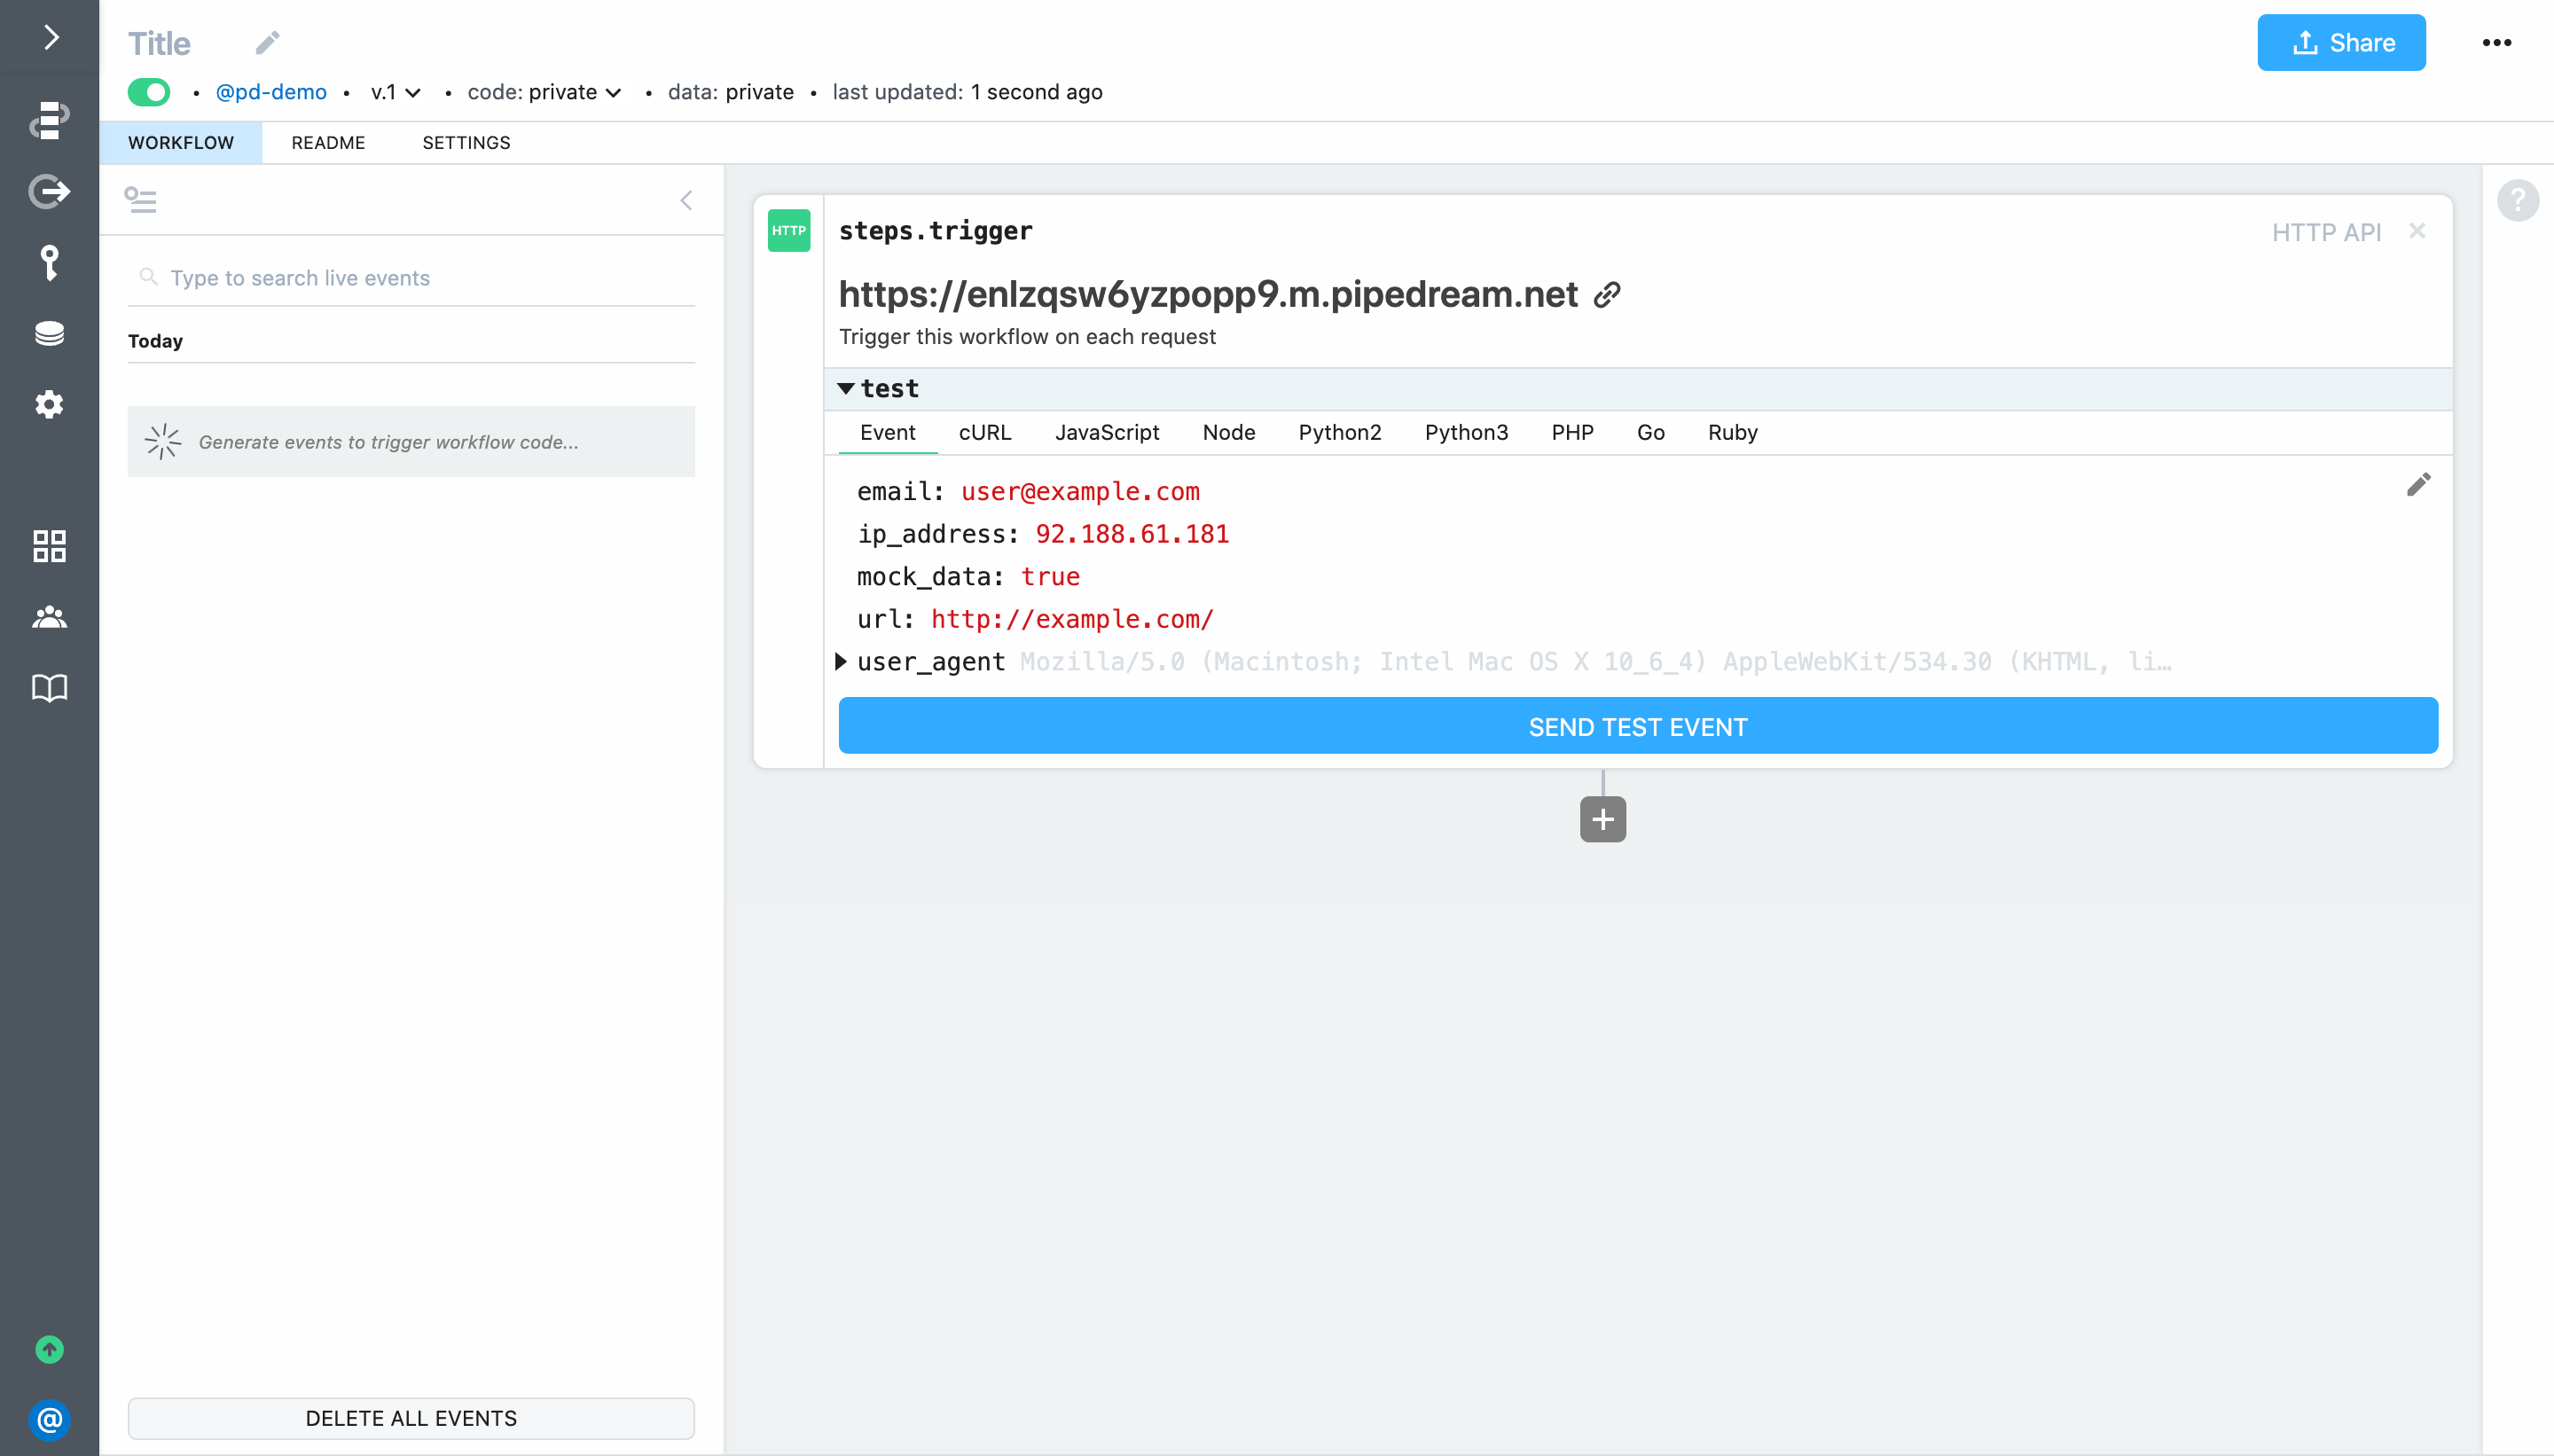 Title
Share
@pd-demo • v.1 • code: private • data: private • last updated: 1 second ago
WORKFLOW README SETTINGS
Type to search live events
Today
Generate events to trigger workflow code...
DELETE ALL EVENTS
@
HTTP
steps.trigger
HTTP API
https://enlzqsw6yzpopp9.m.pipedream.net
Trigger this workflow on each request
test
Event cURL JavaScript Node Python2 Python3 PHP Go Ruby
email: user@example.com
ip_address: 92.188.61.181
mock_data: true
url: http://example.com/
user_agent Mozilla/5.0 (Macintosh; Intel Mac OS X 10_6_4) AppleWebKit/534.30 (KHTML, li…
SEND TEST EVENT
+
?